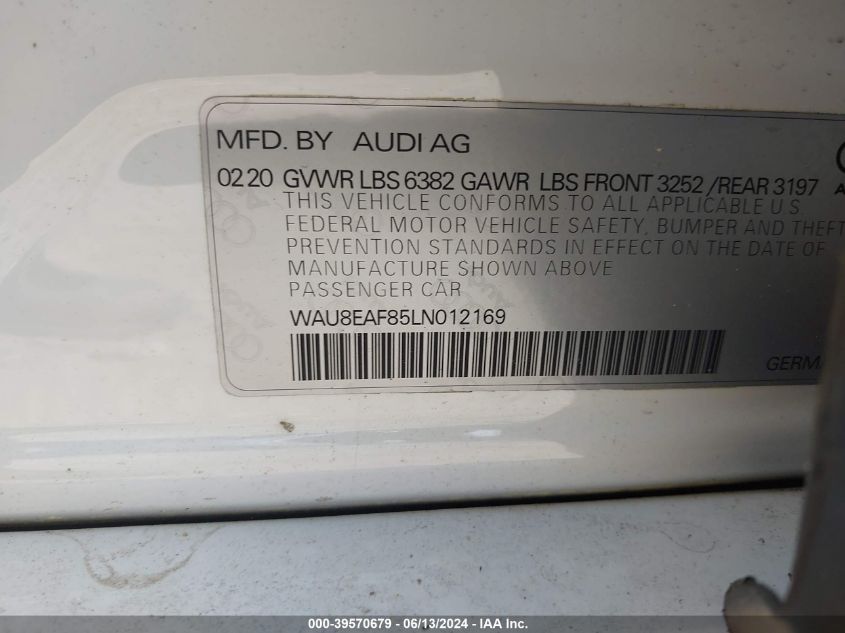 MFD. BY AUDI AG
02 20 GVWR LBS 6382 GAWR LBS FRONT 3252 /REAR 3197
THIS VEHICLE CONFORMS TO ALL APPLICABLE U.S.
FEDERAL MOTOR VEHICLE SAFETY, BUMPER AND THEFT
PREVENTION STANDARDS IN EFFECT ON THE DATE OF
MANUFACTURE SHOWN ABOVE
PASSENGER CAR
WAU8EAF85LN012169
GERMA
000-39570679 - 06/13/2024 - IAA Inc.